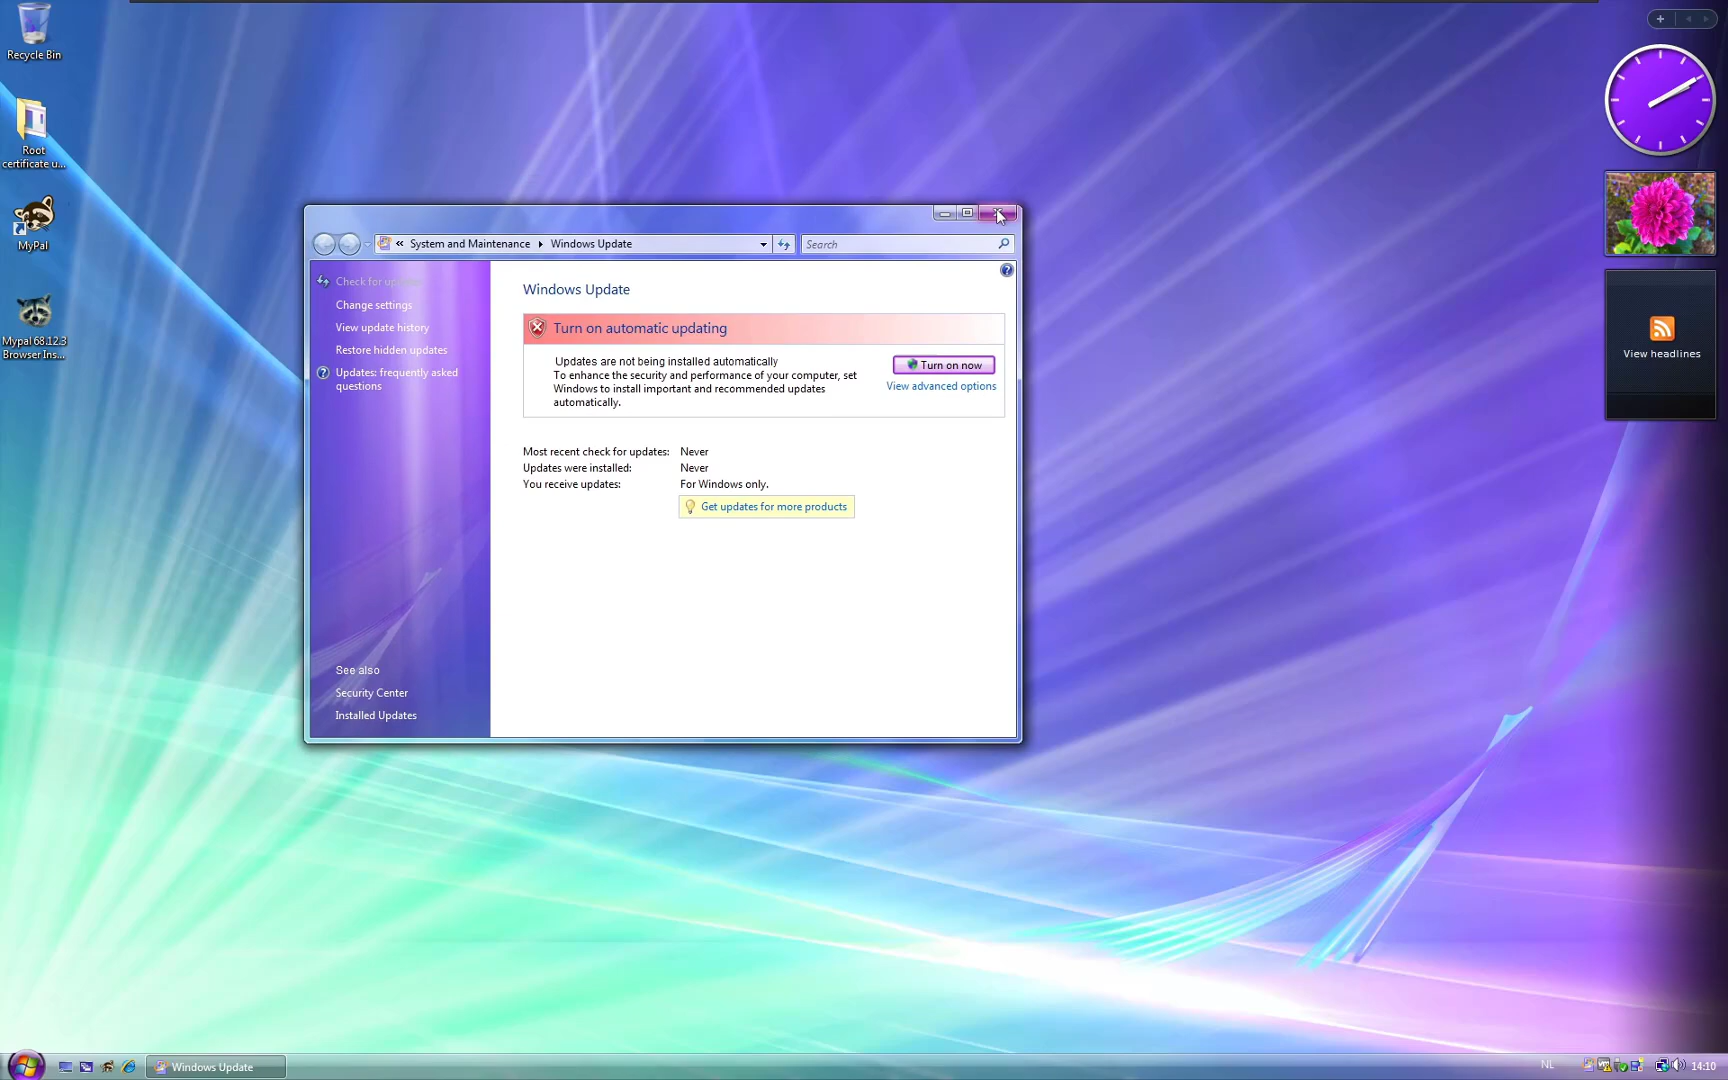 Recycle Bin
Root
certificate u...
MyPal
Mypal 68.12.3
Browser Ins...
« System and Maintenance ▸ Windows Update
Search
Check for upd
Change settings
View update history
Restore hidden updates
Updates: frequently asked
questions
See also
Security Center
Installed Updates
Windows Update
Turn on automatic updating
Updates are not being installed automatically
To enhance the security and performance of your computer, set
Windows to install important and recommended updates
automatically.
Turn on now
View advanced options
Most recent check for updates: Never
Updates were installed: Never
You receive updates: For Windows only.
Get updates for more products
View headlines
Windows Update
NL
14:10